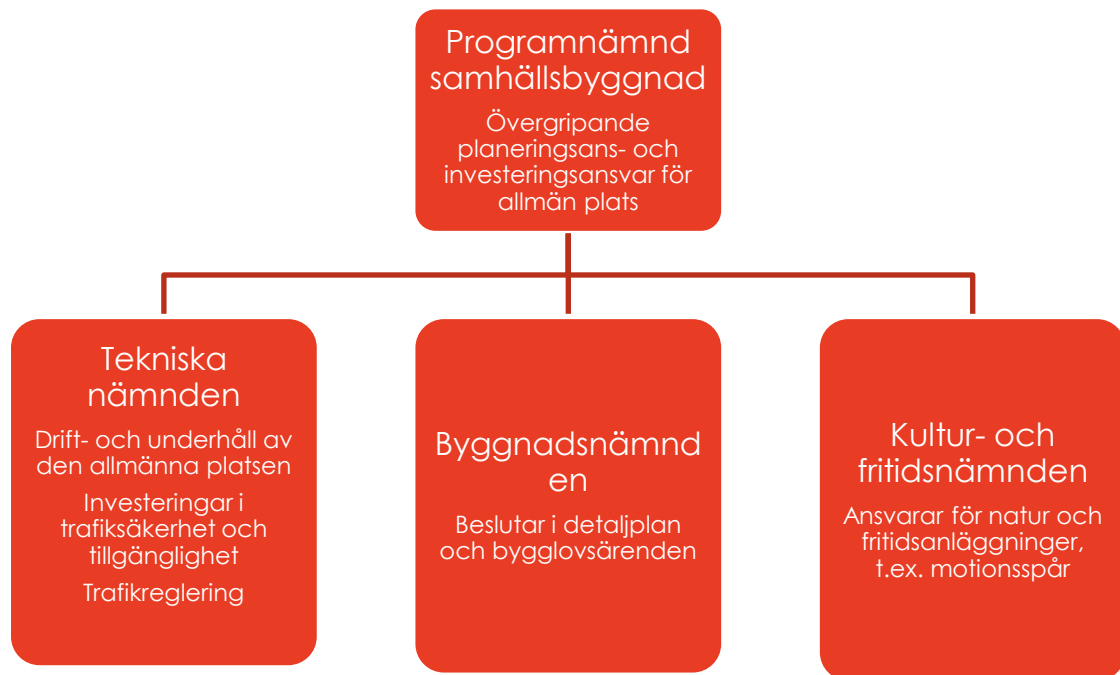 Programnämnd
samhällsbyggnad
Övergripande
planeringsans- och
investeringsansvar för
allmän plats
Tekniska
nämnden
Drift- och underhåll av
den allmänna platsen
Investeringar i
trafiksäkerhet och
tillgänglighet
Trafikreglering
Byggnadsnämnd
en
Beslutar i detaljplan
och bygglovsärenden
Kultur- och
fritidsnämnden
Ansvarar för natur och
fritidsanläggninger,
t.ex. motionsspår